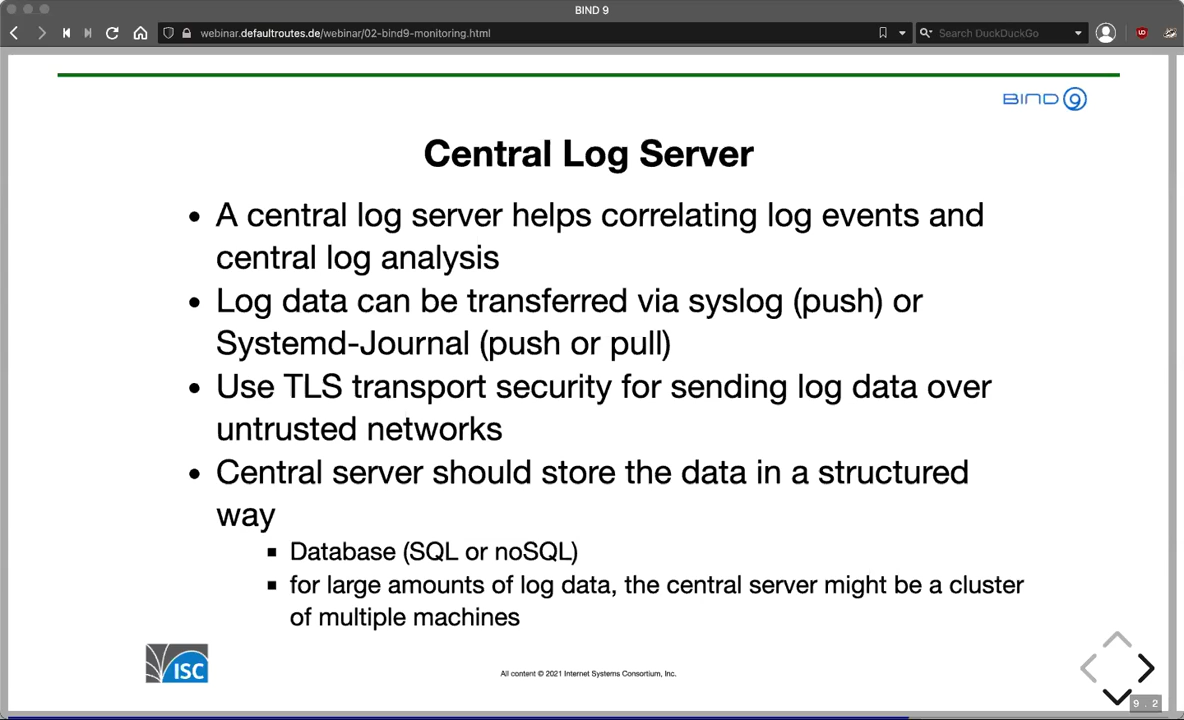 BIND 9
webinar.defaultroutes.de/webinar/02-bind9-monitoring.html
Search DuckDuckGo
BIND 9
Central Log Server
• A central log server helps correlating log events and
central log analysis
• Log data can be transferred via syslog (push) or
Systemd-Journal (push or pull)
• Use TLS transport security for sending log data over
untrusted networks
• Central server should store the data in a structured
way
▪ Database (SQL or noSQL)
▪ for large amounts of log data, the central server might be a cluster
of multiple machines
ISC
All content © 2021 Internet Systems Consortium, Inc.
9 . 2